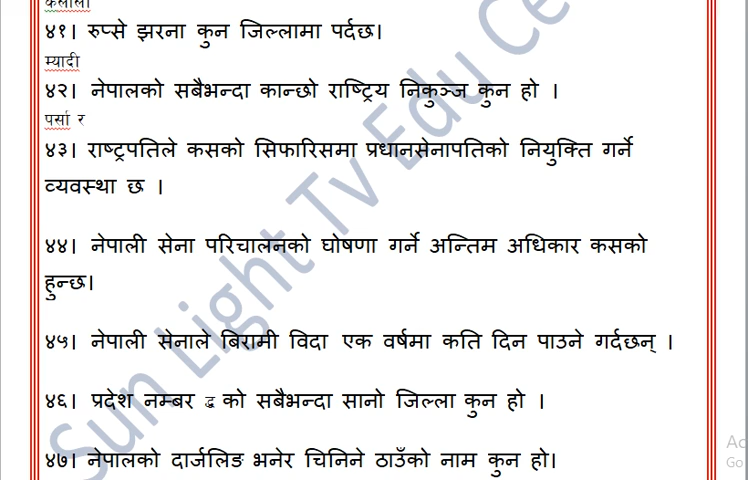 कैलाली
४१। रुप्से झरना कुन जिल्लामा पर्दछ।
म्यादी
४२। नेपालको सबैभन्दा कान्छो राष्ट्रिय निकुञ्ज कुन हो ।
पर्सा र
४३। राष्ट्रपतिले कसको सिफारिसमा प्रधानसेनापतिको नियुक्ति गर्ने
व्यवस्था छ ।
४४। नेपाली सेना परिचालनको घोषणा गर्ने अन्तिम अधिकार कसको
हुन्छ।
४५। नेपाली सेनाले बिरामी विदा एक वर्षमा कति दिन पाउने गर्दछन् ।
४६। प्रदेश नम्बर द्ध को सबैभन्दा सानो जिल्ला कुन हो ।
४७। नेपालको दार्जलिङ भनेर चिनिने ठाउँको नाम कुन हो।
Sun Light Tv Edu Ce
Go